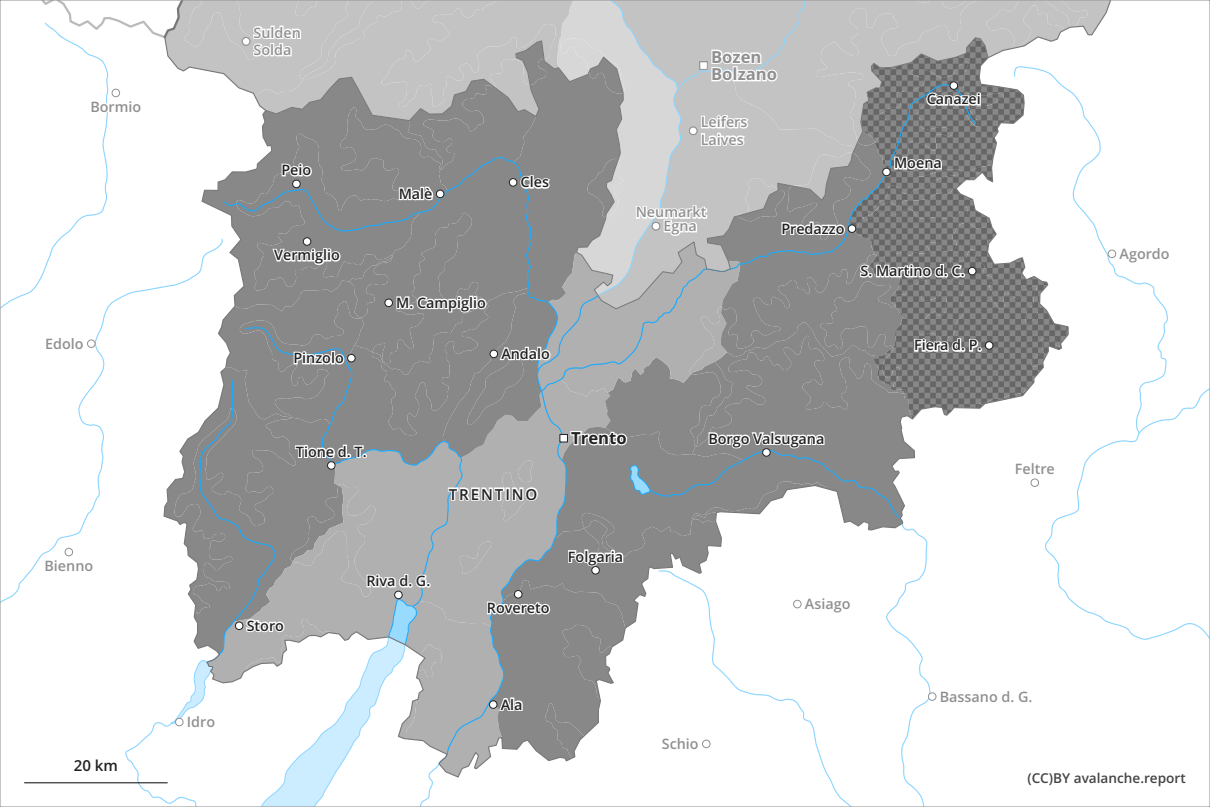 Sulden
Solda
Bozen
Bolzano
Bormio
Canazei
Leifers
Laives
Moena
Peio
Malè
Cles
Neumarkt
Egna
Predazzo
Vermiglio
Agordo
S. Martino d. C.
M. Campiglio
Edolo
Pinzolo
Andalo
Fiera d. P.
Trento
Borgo Valsugana
Tione d. T.
Feltre
TRENTINO
Bienno
Folgaria
Riva d. G.
Rovereto
Asiago
Storo
Idro
Ala
Bassano d. G.
Schio
20 km
(CC)BY avalanche.report